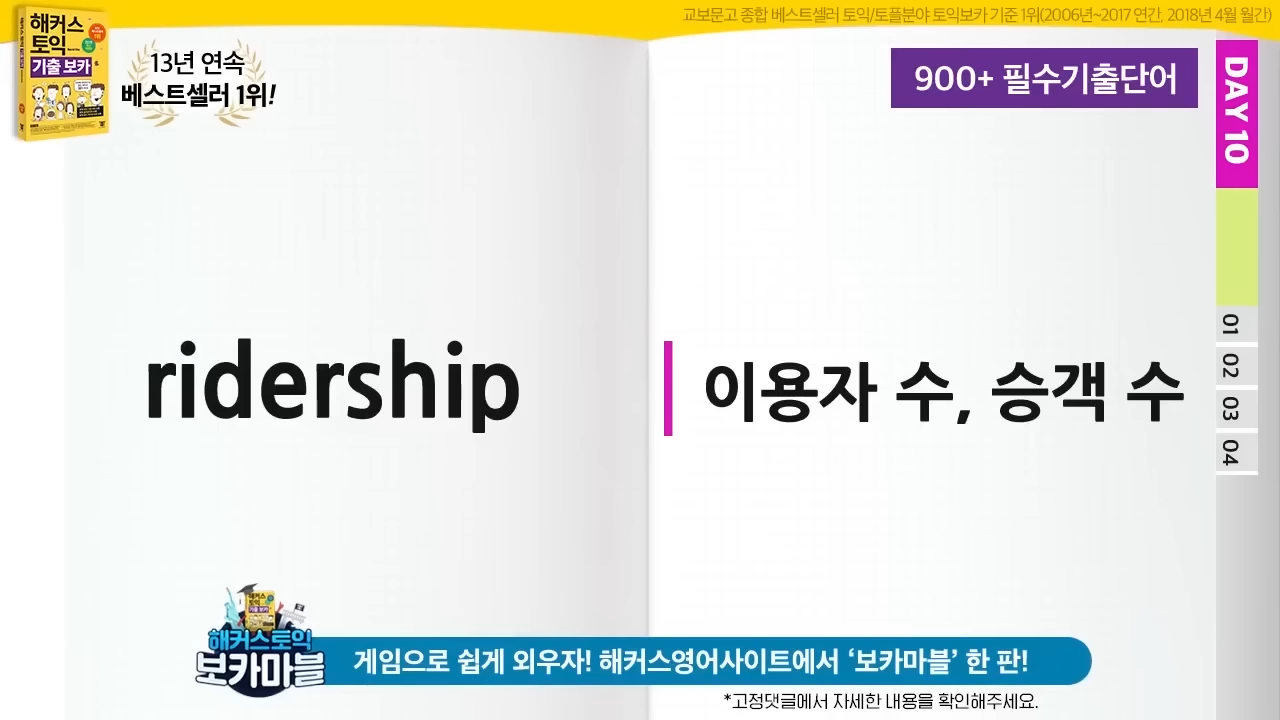 교보문고 종합 베스트셀러 토익/토플분야 토익보카 기준 1위(2006년~2017 연간, 2018년 4월 월간)
해커스
토익
기출 보카
13년 연속
베스트셀러 1위!
900+ 필수기출단어
DAY 10
01
02
03
04
ridership
이용자 수, 승객 수
해커스토익
보카마블
게임으로 쉽게 외우자! 해커스영어사이트에서 ‘보카마블’ 한 판!
*고정댓글에서 자세한 내용을 확인해주세요.